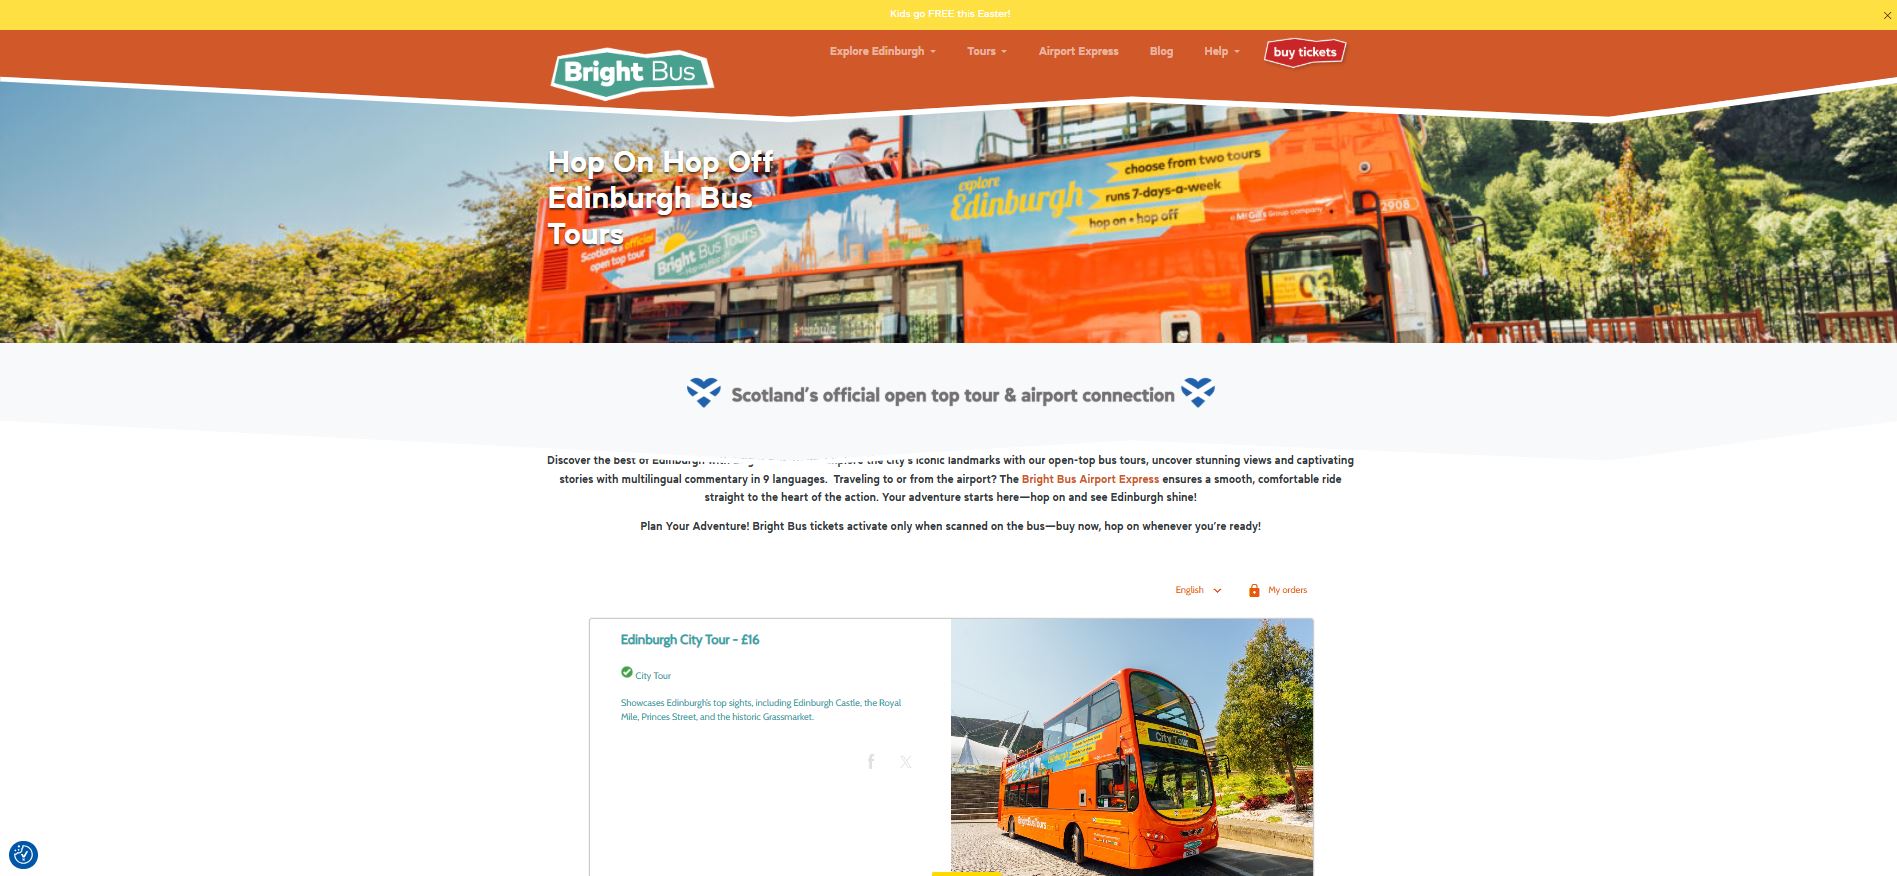 Kids go FREE this Easter!
Bright Bus
Explore Edinburgh
Tours
Airport Express
Blog
Help
buy tickets
Hop On Hop Off
Edinburgh Bus
Tours
Scotland's official
open top tour
Bright Bus Tours
explore
Edinburgh
choose from two tours
runs 7-days-a-week
hop on • hop off
a McGill's Group company
2908
Scotland's official open top tour & airport connection
Discover the best of Edinburgh with the city's iconic landmarks with our open-top bus tours, uncover stunning views and captivating
stories with multilingual commentary in 9 languages. Traveling to or from the airport? The Bright Bus Airport Express ensures a smooth, comfortable ride
straight to the heart of the action. Your adventure starts here—hop on and see Edinburgh shine!
Plan Your Adventure! Bright Bus tickets activate only when scanned on the bus—buy now, hop on whenever you're ready!
English
My orders
Edinburgh City Tour - £16
City Tour
Showcases Edinburgh's top sights, including Edinburgh Castle, the Royal
Mile, Princes Street, and the historic Grassmarket.
City Tour
BrightBusTours